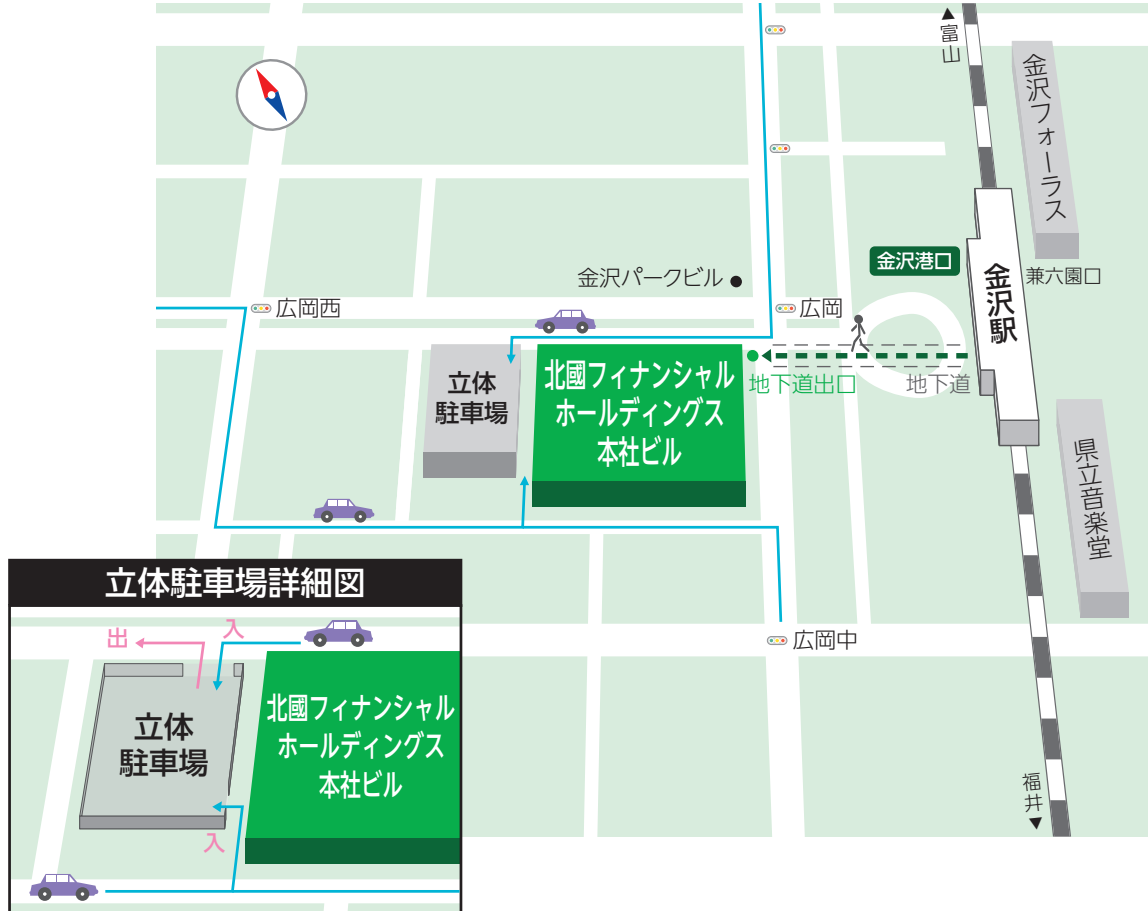 富山
金沢フォーラス
金沢港口
兼六園口
金沢パークビル
金沢駅
広岡西
広岡
立体
駐車場
北國フィナンシャル
ホールディングス
本社ビル
地下道出口
地下道
県立音楽堂
広岡中
福井
立体駐車場詳細図
出
入
立体
駐車場
北國フィナンシャル
ホールディングス
本社ビル
入